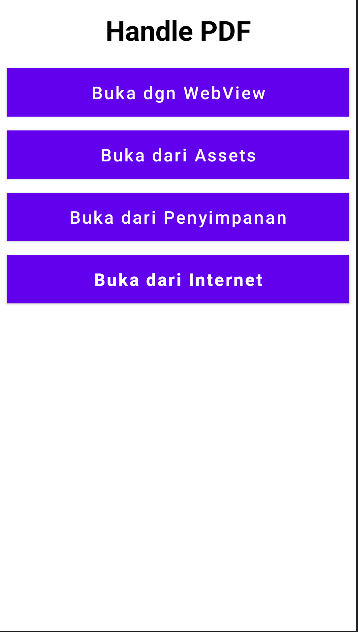 Handle PDF
Buka dgn WebView
Buka dari Assets
Buka dari Penyimpanan
Buka dari Internet